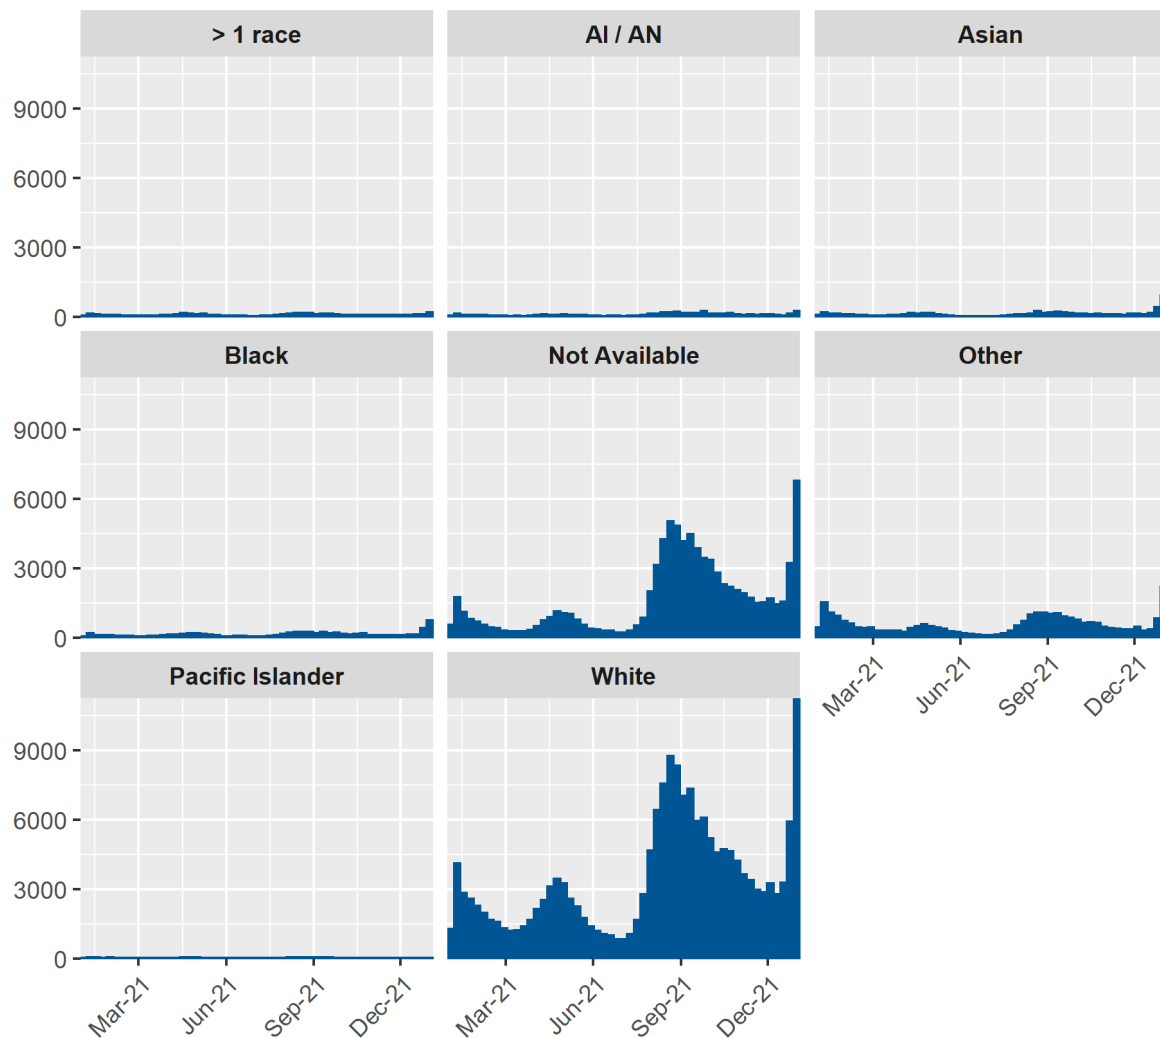 > 1 race
AI / AN
Asian
9000
6000
3000
0
Black
Not Available
Other
9000
6000
3000
0
Mar-21
Jun-21
Sep-21
Dec-21
Pacific Islander
White
9000
6000
3000
0
Mar-21
Jun-21
Sep-21
Dec-21
Mar-21
Jun-21
Sep-21
Dec-21